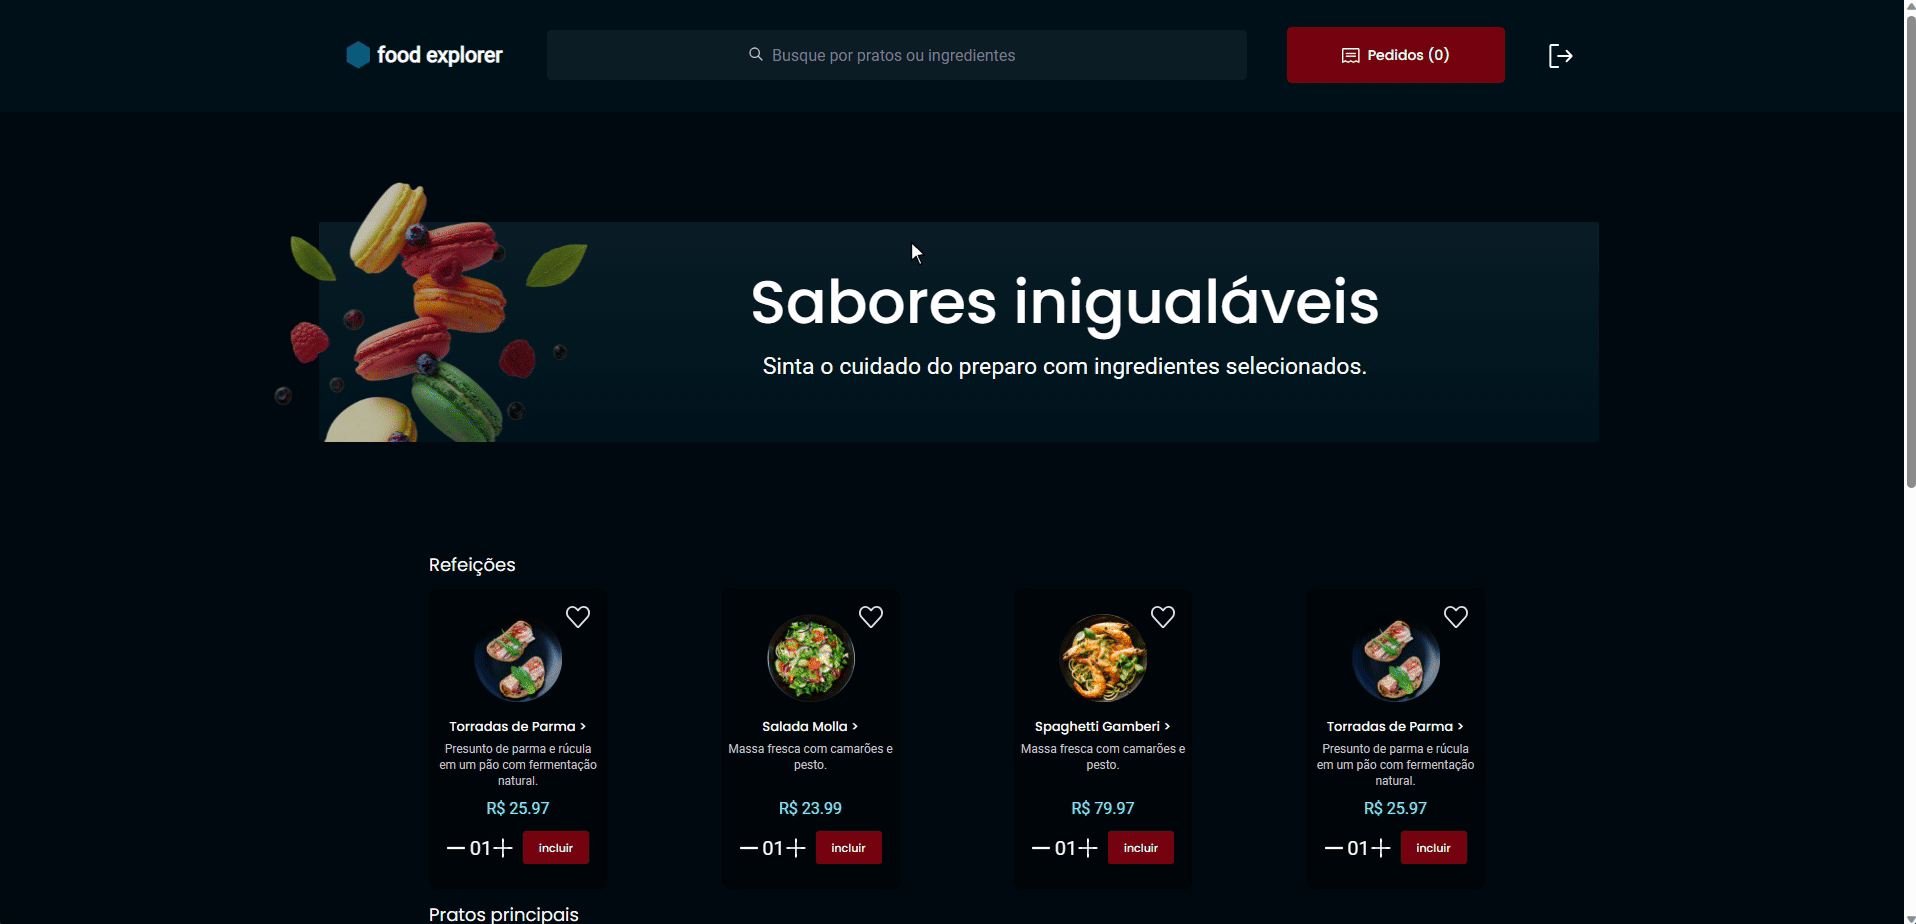 food explorer
Busque por pratos ou ingredientes
Pedidos (0)
Sabores inigualáveis
Sinta o cuidado do preparo com ingredientes selecionados.
Refeições
Torradas de Parma >
Presunto de parma e rúcula
em um pão com fermentação
natural.
R$ 25.97
01
incluir
Salada Molla >
Massa fresca com camarões e
pesto.
R$ 23.99
01
incluir
Spaghetti Gamberi >
Massa fresca com camarões e
pesto.
R$ 79.97
01
incluir
Torradas de Parma >
Presunto de parma e rúcula
em um pão com fermentação
natural.
R$ 25.97
01
incluir
Pratos principais